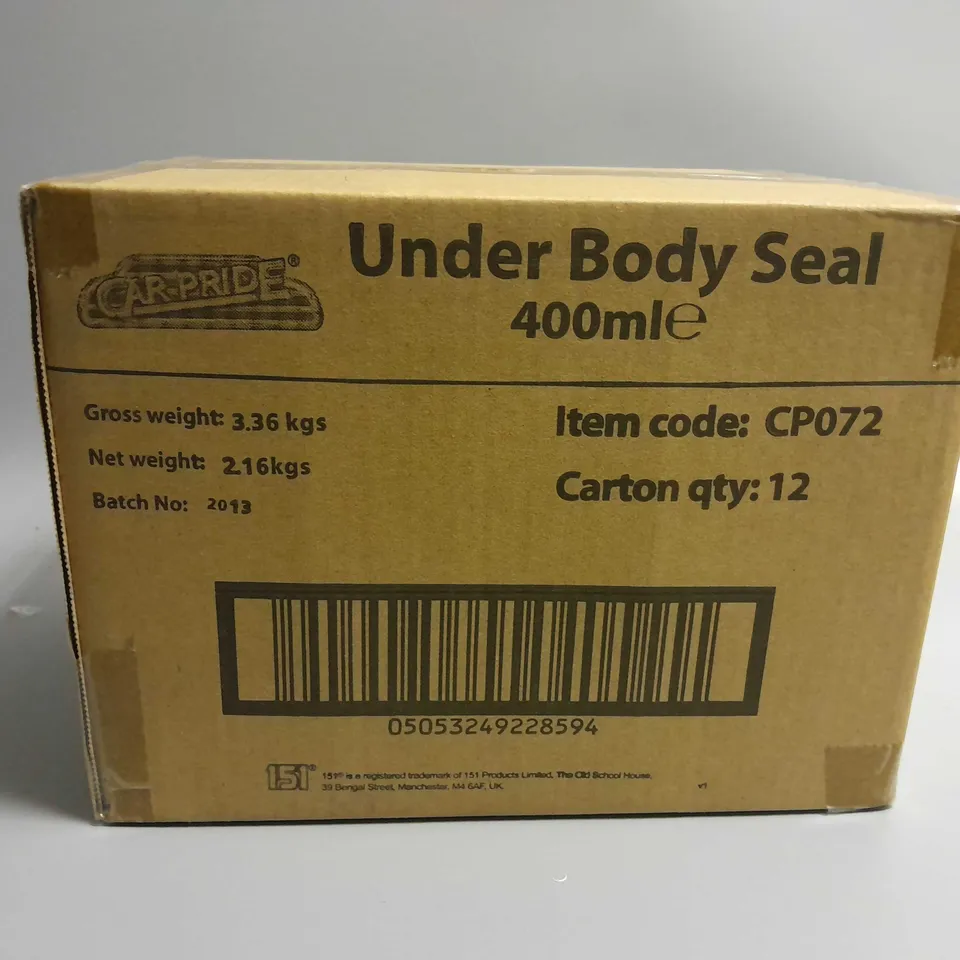 CAR-PRIDE®
Under Body Seal
400ml℮
Gross weight: 3.36 kgs
Net weight: 2.16kgs
Batch No: 2013
Item code: CP072
Carton qty: 12
05053249228594
151® 151® is a registered trademark of 151 Products Limited, The Old School House,
39 Bengal Street, Manchester, M4 6AF, UK.
v1